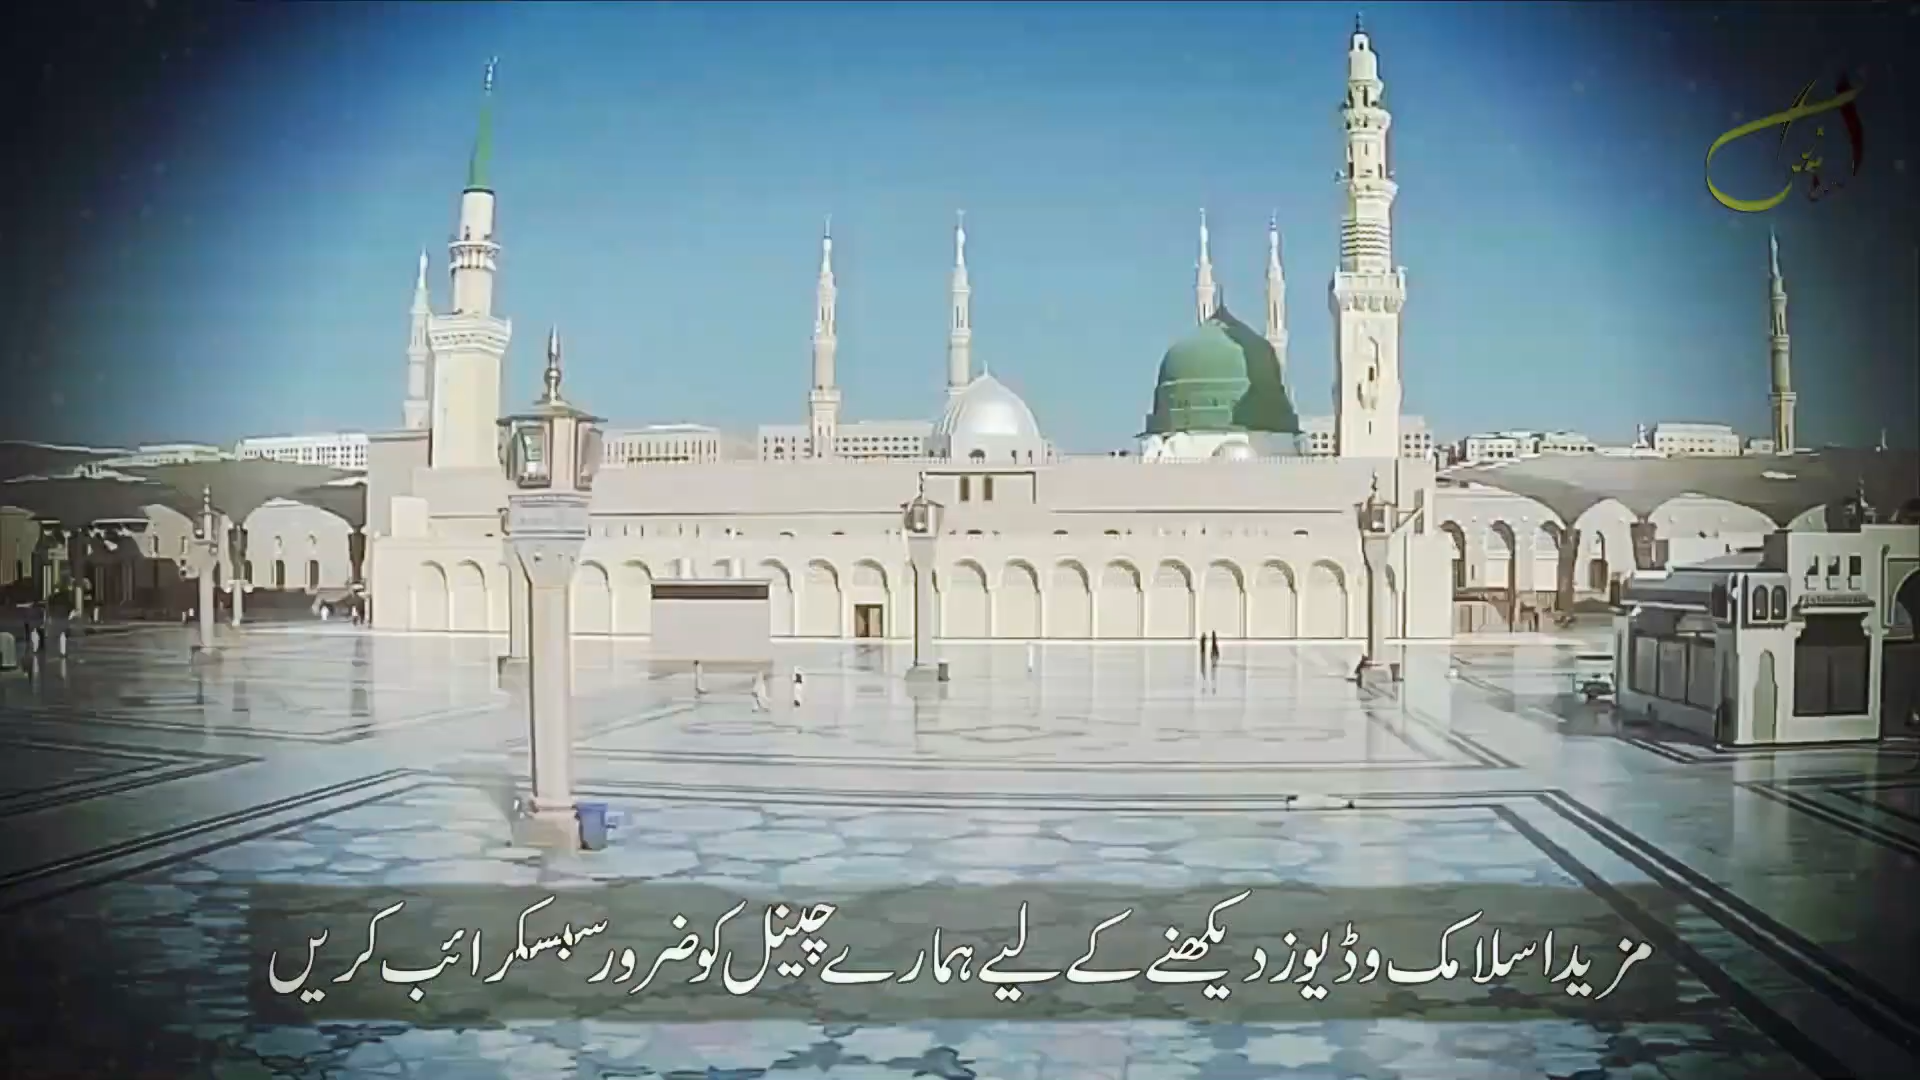 مزید اسلامک وڈیوز دیکھنے کے لیے ہمارے چینل کو ضرور سبسکرائب کریں